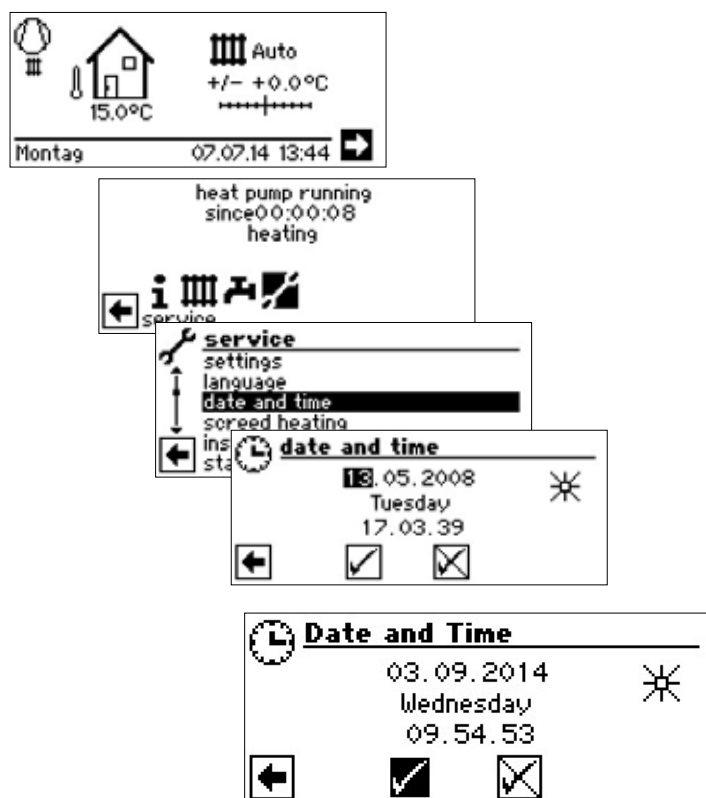 Auto
+/- +0.0°C
15.0°C
Montag 07.07.14 13:44
heat pump running
since00:00:08
heating
service
service
settings
language
date and time
screed heating
ins
sta
date and time
13.05.2008
Tuesday
17.03.39
Date and Time
03.09.2014
Wednesday
09.54.53